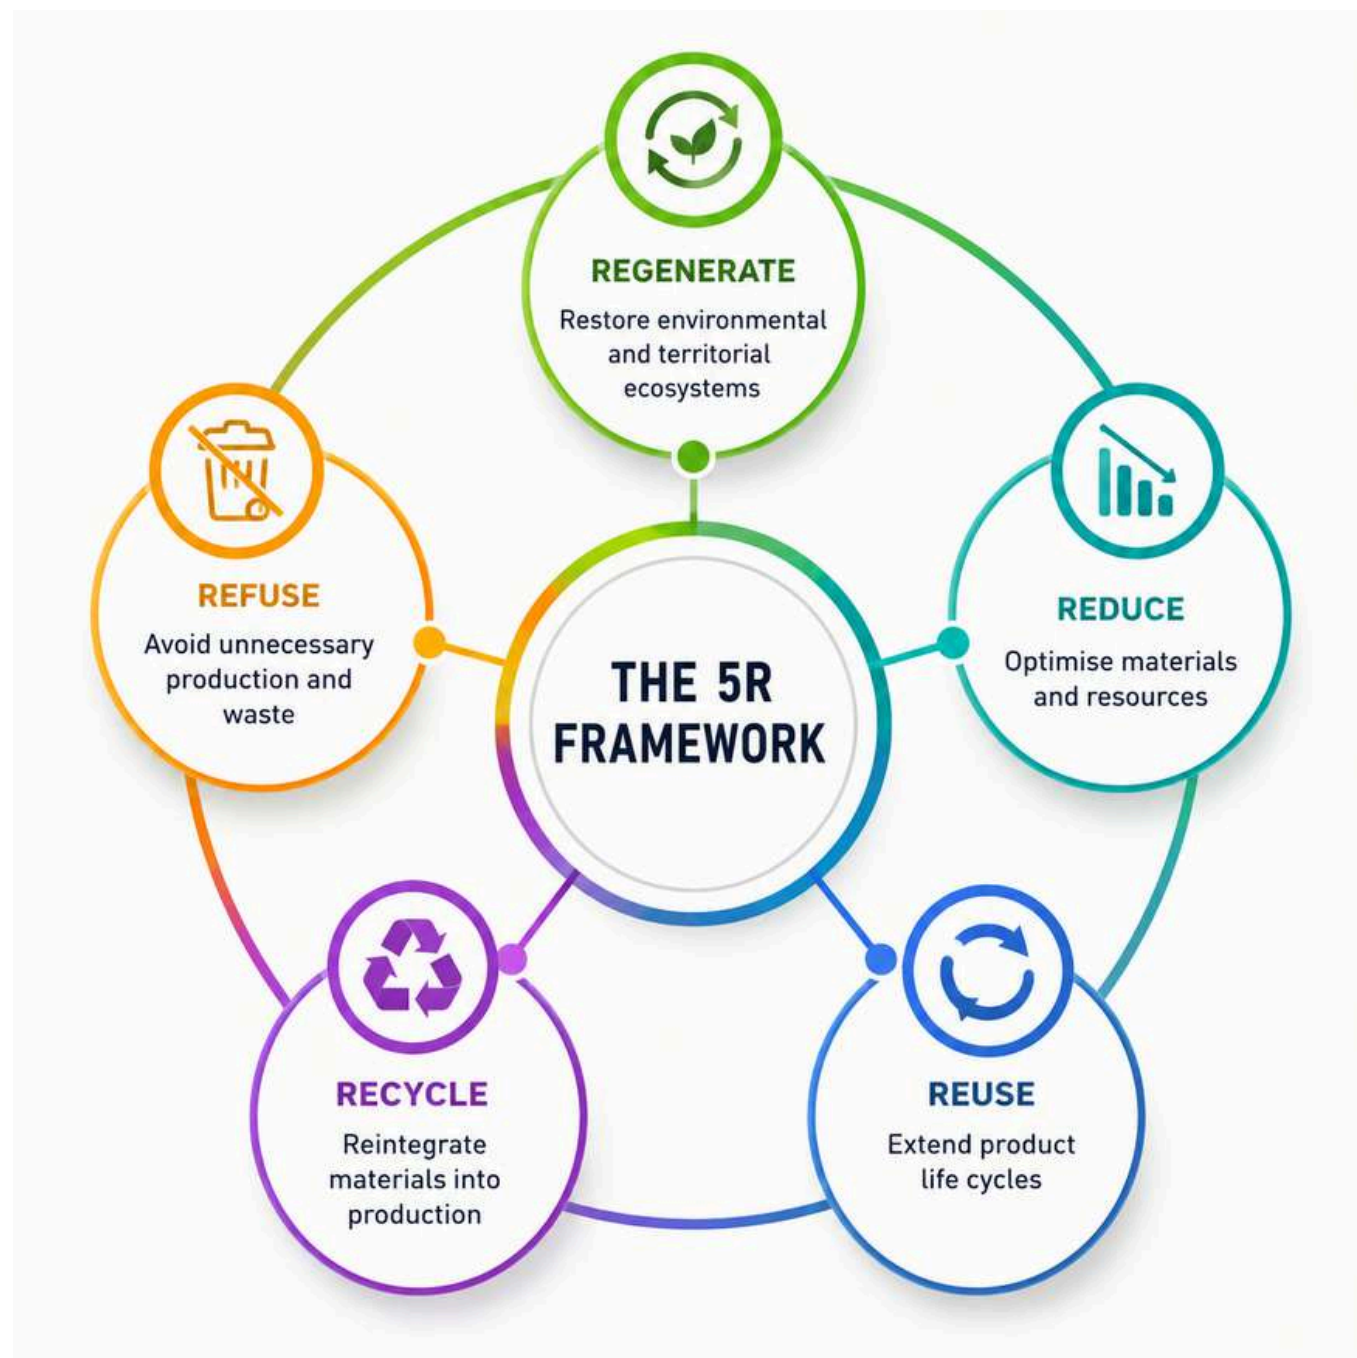 REGENERATE
Restore environmental
and territorial
ecosystems
REFUSE
Avoid unnecessary
production and
waste
THE 5R
FRAMEWORK
REDUCE
Optimise materials
and resources
RECYCLE
Reintegrate
materials into
production
REUSE
Extend product
life cycles